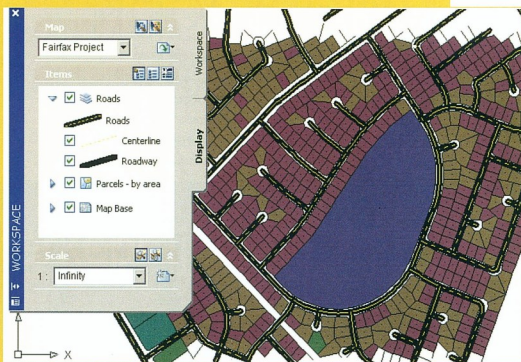 Map
Fairfax Project
Items
Roads
Roads
Centerline
Roadway
Parcels - by area
Map Base
Scale
1 : Infinity
Workspace
Display
WORKSPACE
X